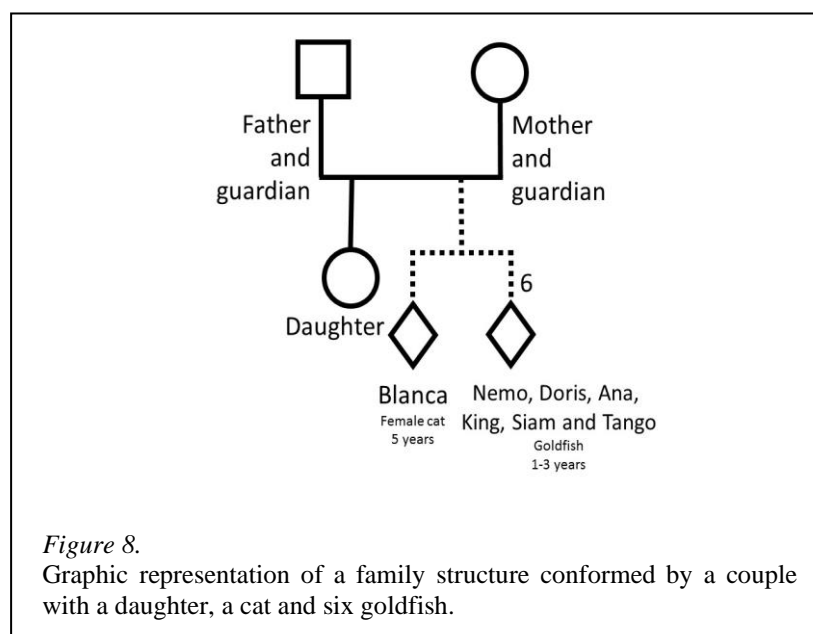 Father
and
guardian
Mother
and
guardian
6
Daughter
Blanca
Female cat
5 years
Nemo, Doris, Ana,
King, Siam and Tango
Goldfish
1-3 years
Figure 8.
Graphic representation of a family structure conformed by a couple
with a daughter, a cat and six goldfish.